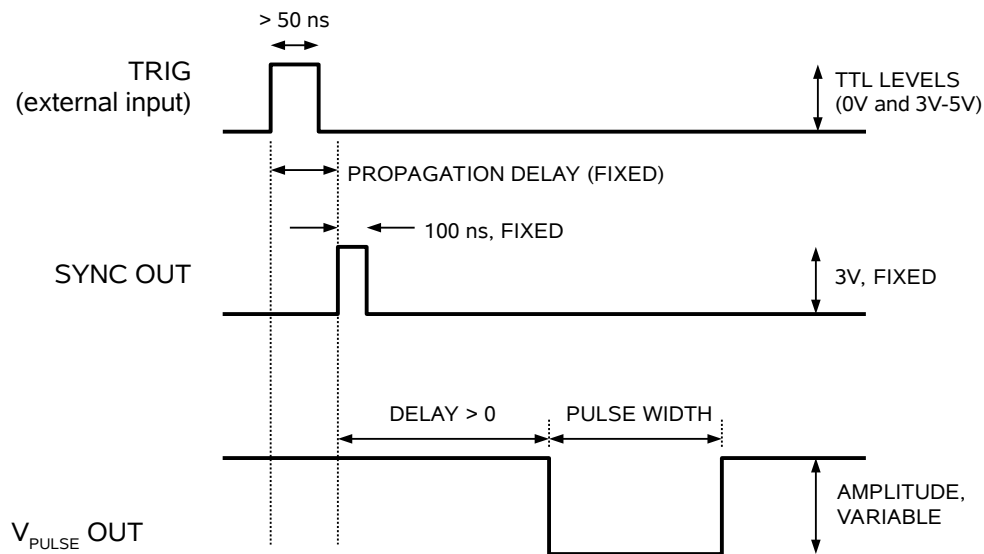 > 50 ns
TRIG
(external input)
TTL LEVELS
(0V and 3V-5V)
PROPAGATION DELAY (FIXED)
100 ns, FIXED
SYNC OUT
3V, FIXED
DELAY > 0
PULSE WIDTH
AMPLITUDE,
VARIABLE
VPULSE OUT